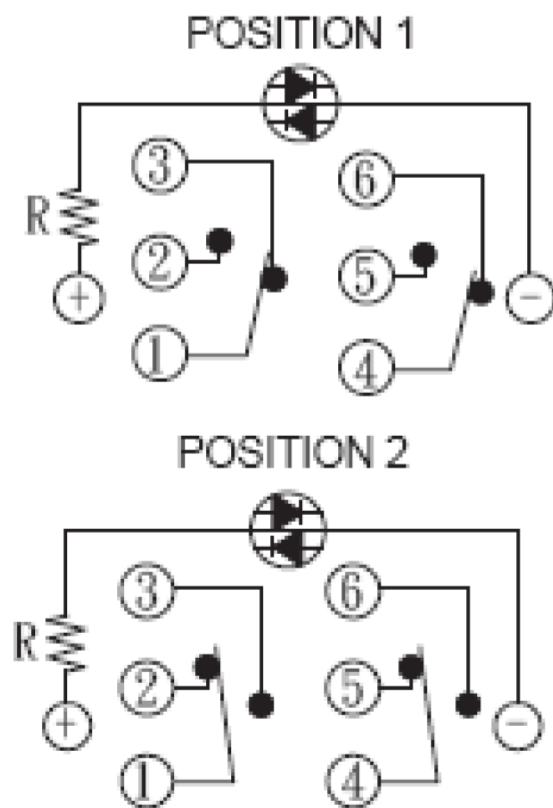 POSITION 1
③ ⑥
R ② ⑤
+ −
① ④
POSITION 2
③ ⑥
R ② ⑤
+ −
① ④